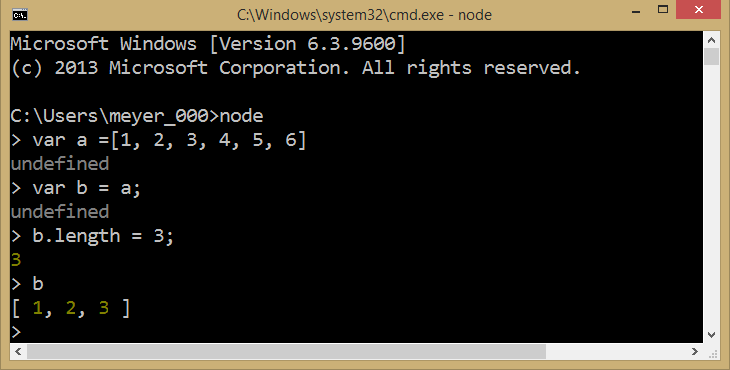 C:\Windows\system32\cmd.exe - node
Microsoft Windows [Version 6.3.9600]
(c) 2013 Microsoft Corporation. All rights reserved.
C:\Users\meyer_000>node
> var a =[1, 2, 3, 4, 5, 6]
undefined
> var b = a;
undefined
> b.length = 3;
3
> b
[ 1, 2, 3 ]
>